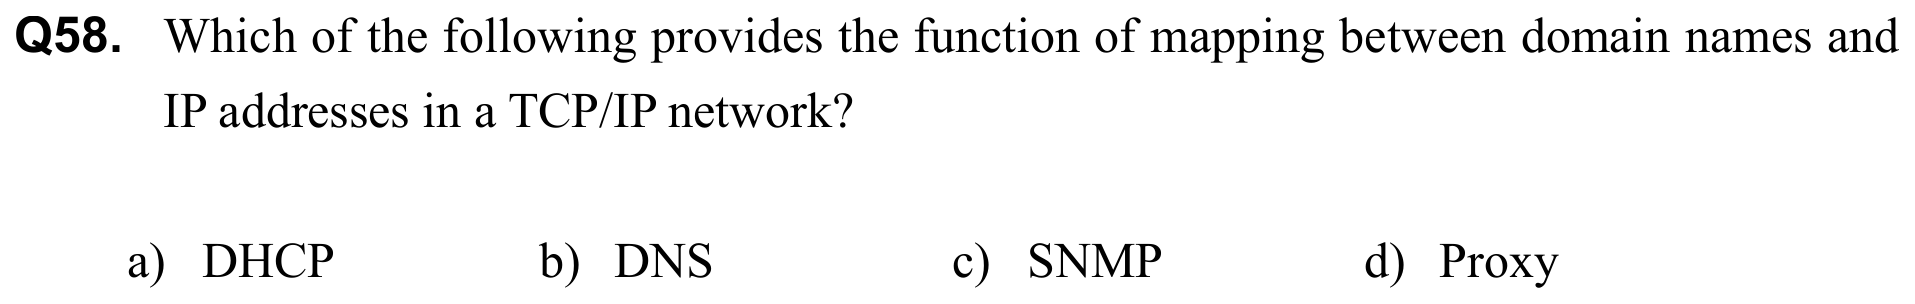 Q58. Which of the following provides the function of mapping between domain names and
IP addresses in a TCP/IP network?
a) DHCP b) DNS c) SNMP d) Proxy